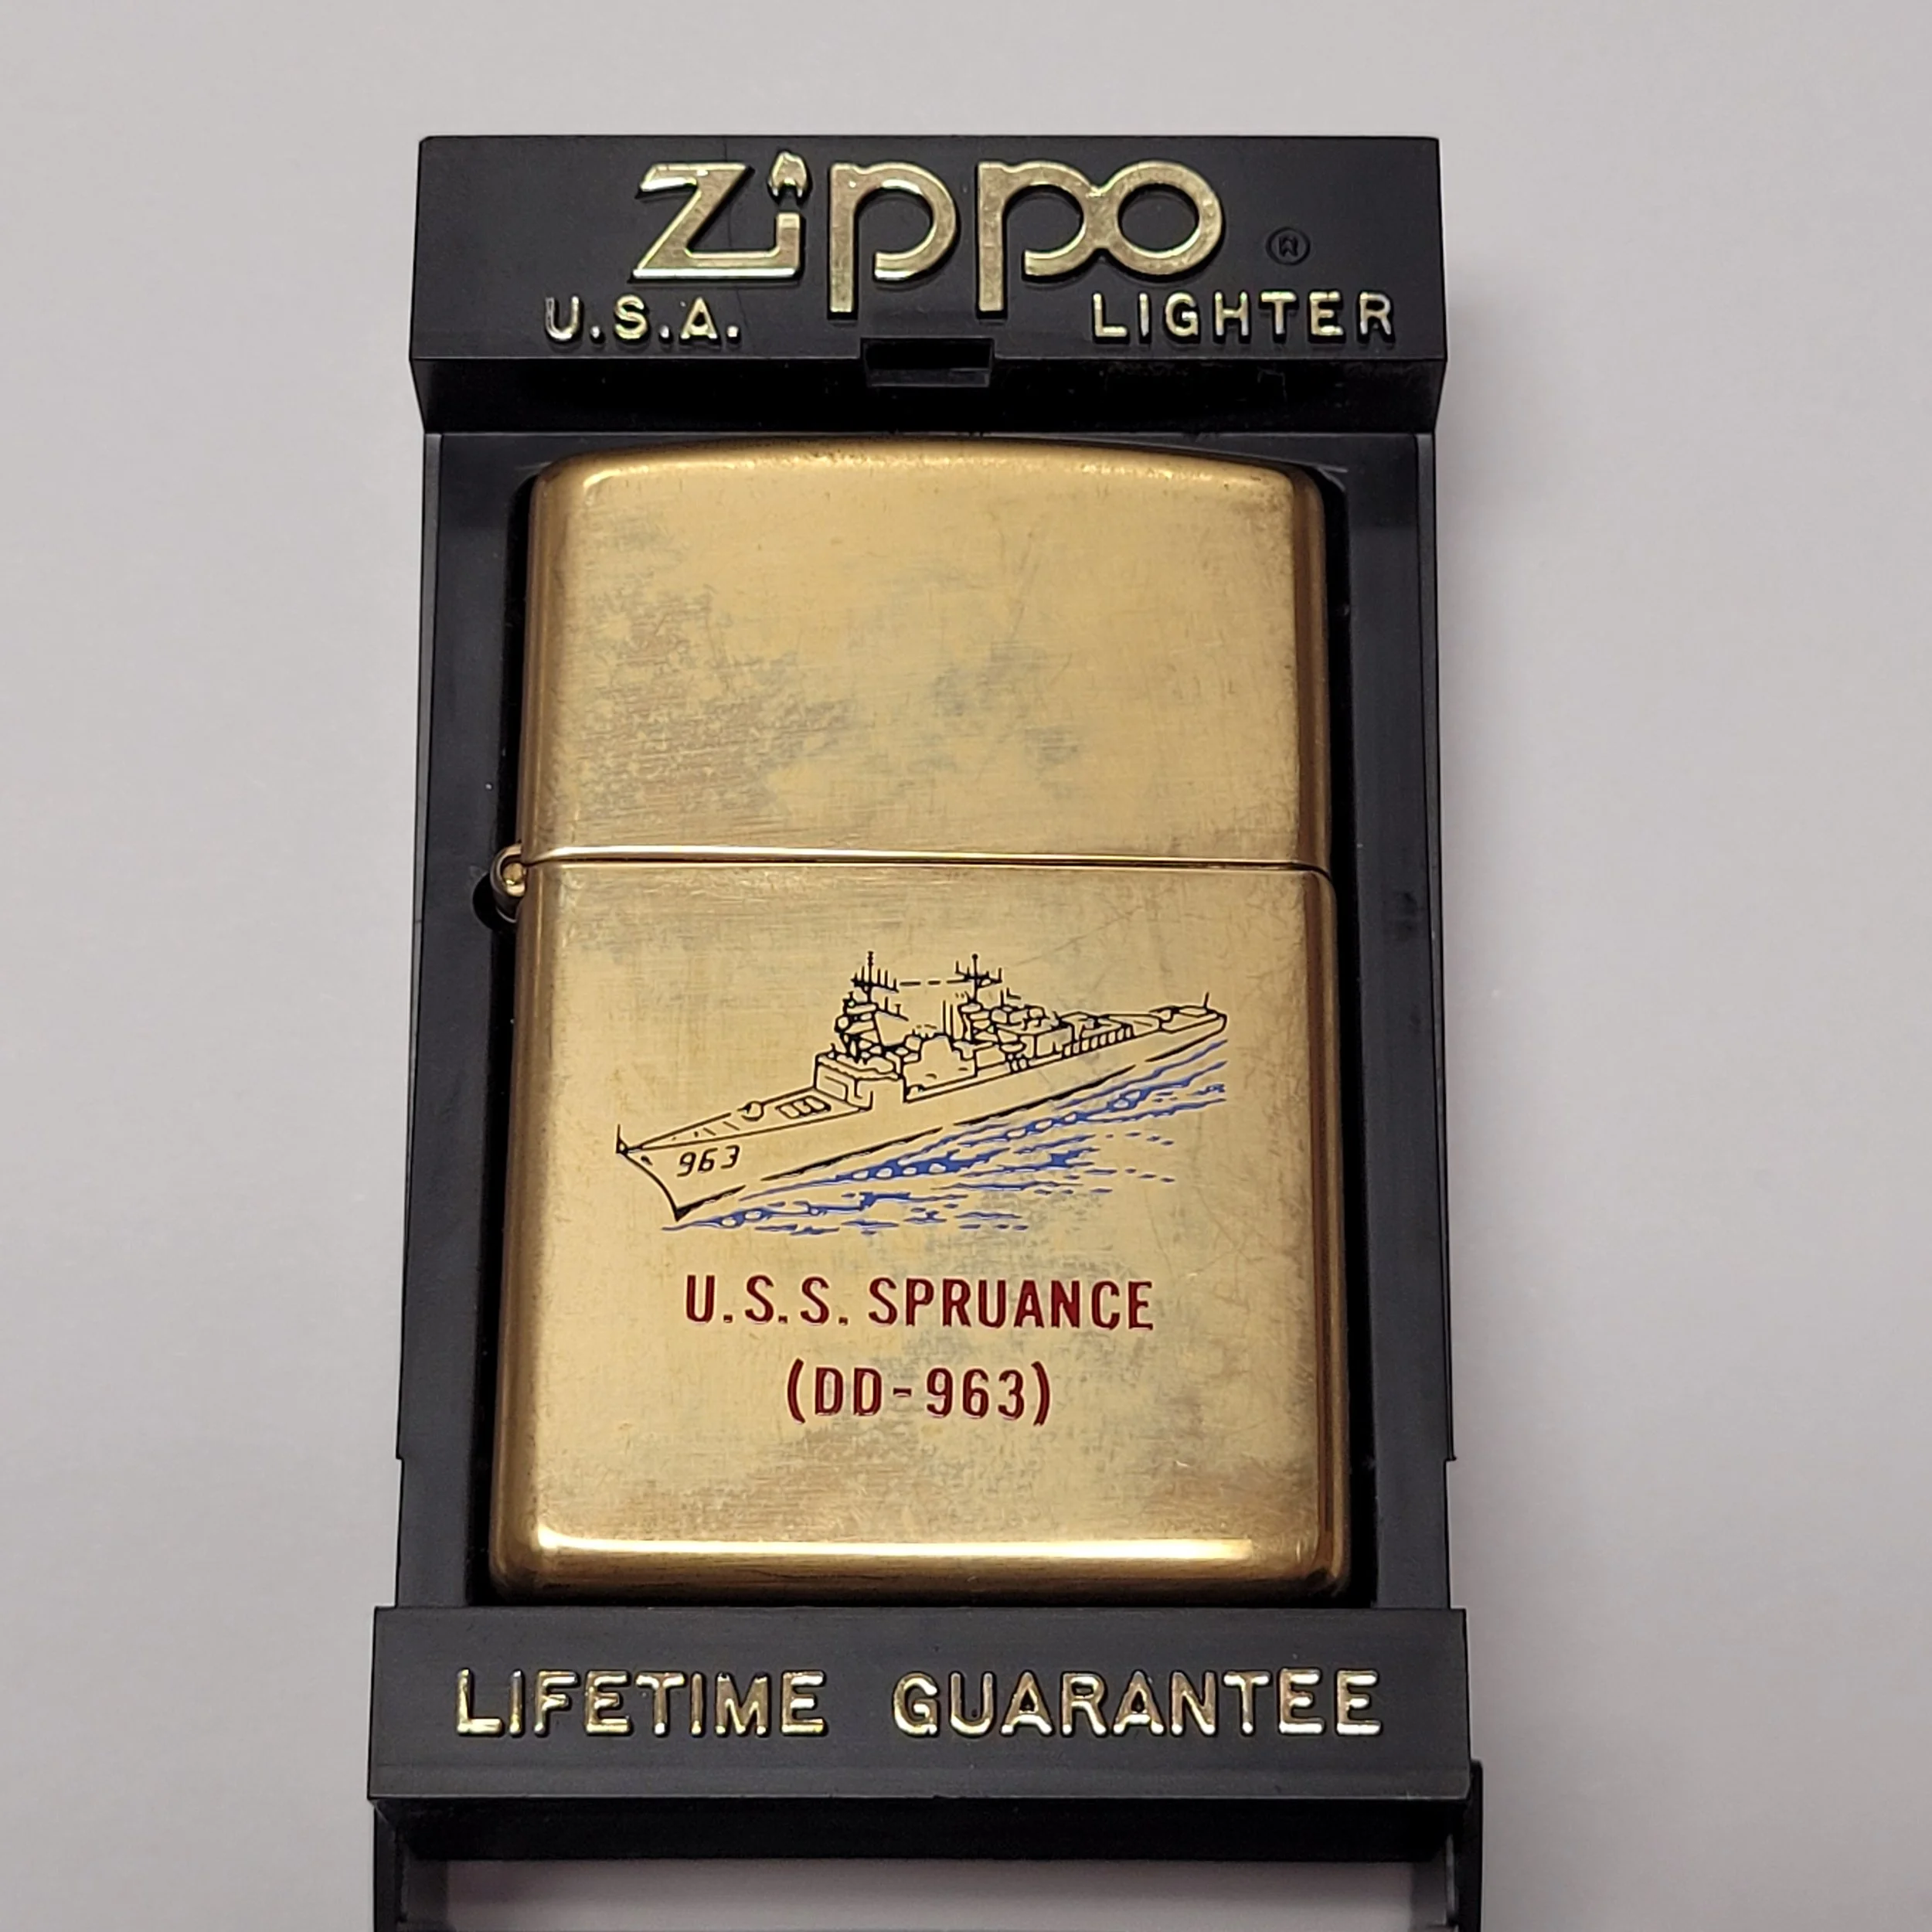 Zippo ®
U.S.A. LIGHTER
963
U.S.S. SPRUANCE
(DD-963)
LIFETIME GUARANTEE